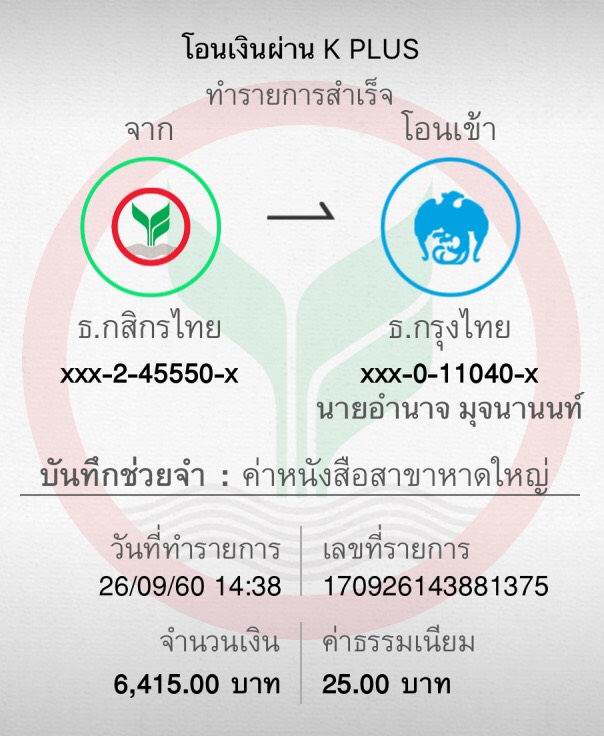 โอนเงินผ่าน K PLUS
ทำรายการสำเร็จ
จาก
โอนเข้า
ธ.กสิกรไทย
xxx-2-45550-x
ธ.กรุงไทย
xxx-0-11040-x
นายอำนาจ มุจนานนท์
บันทึกช่วยจำ : ค่าหนังสือสาขาหาดใหญ่
วันที่ทำรายการ
26/09/60 14:38
เลขที่รายการ
170926143881375
จำนวนเงิน
6,415.00 บาท
ค่าธรรมเนียม
25.00 บาท